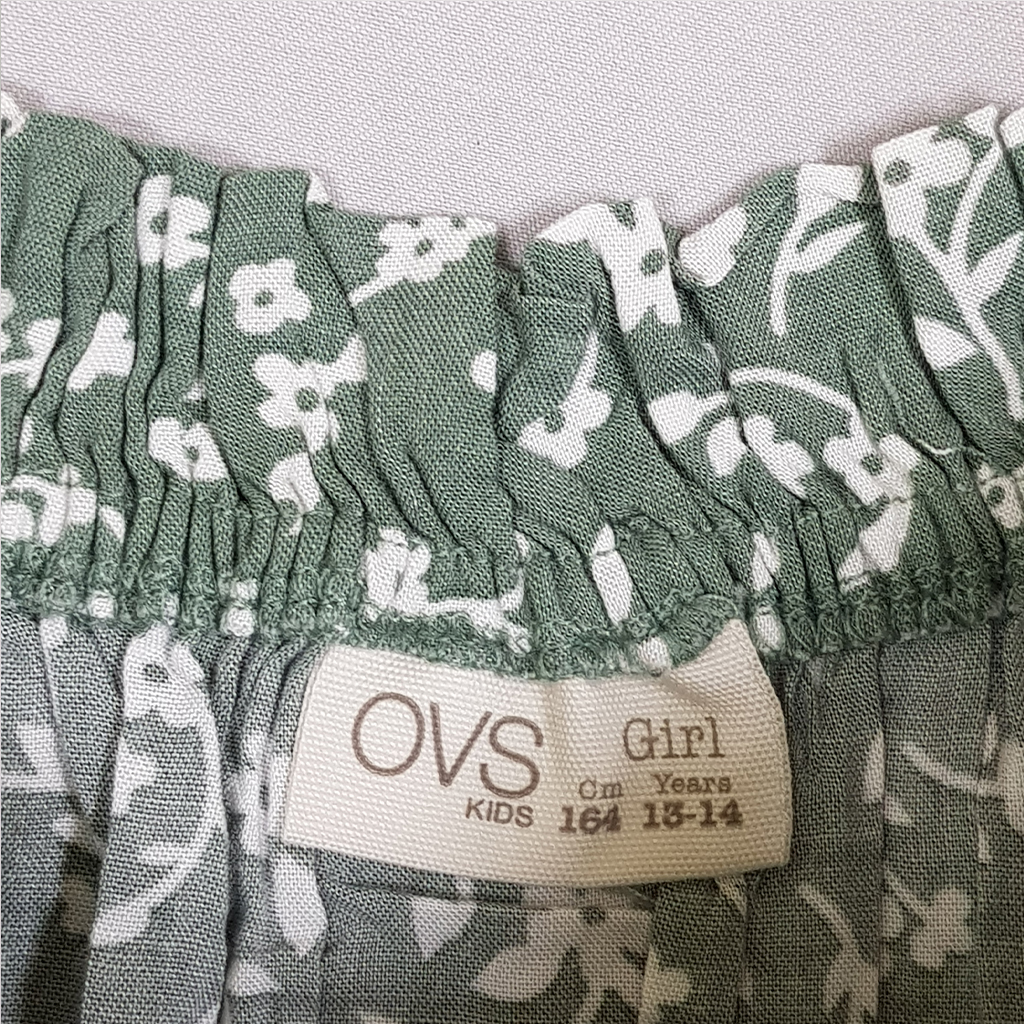 OVS
KIDS
Girl
Cm Years
164 13-14